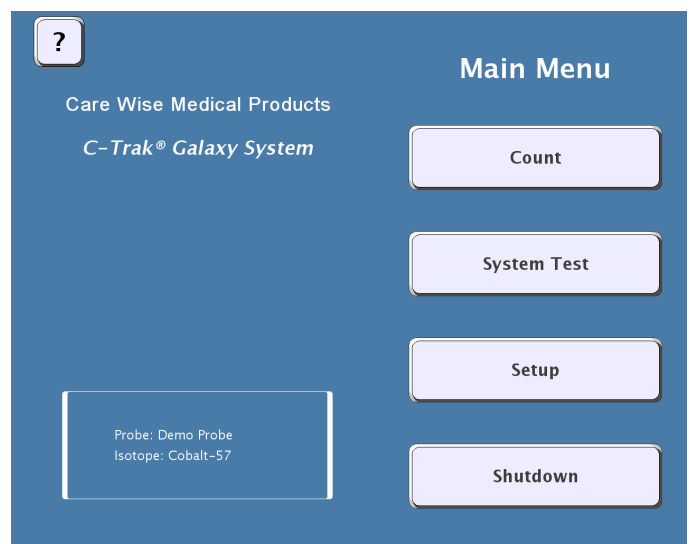 ?
Care Wise Medical Products
C-Trak® Galaxy System
Probe: Demo Probe
Isotope: Cobalt-57
Main Menu
Count
System Test
Setup
Shutdown